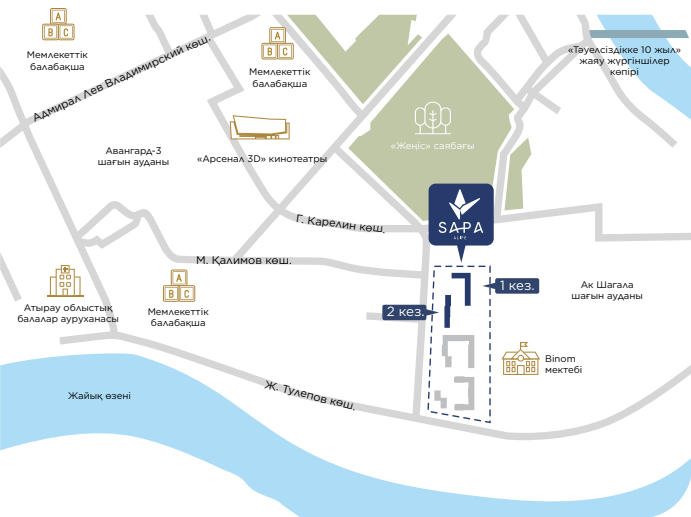 A
B C
Мемлекеттік
балабақша
A
B C
Мемлекеттік
балабақша
«Тәуелсіздікке 10 жыл»
жаяу жүргіншілер
көпірі
Адмирал Лев Владимирский көш.
Авангард-3
шағын ауданы
«Арсенал 3D» кинотеатры
«Жеңіс» саябағы
SAPA
Г. Карелин көш.
М. Қалимов көш.
1 кез.
2 кез.
Ак Шагала
шағын ауданы
Атырау облыстық
балалар ауруханасы
A
B C
Мемлекеттік
балабақша
Binom
мектебі
Жайық өзені
Ж. Тулепов көш.